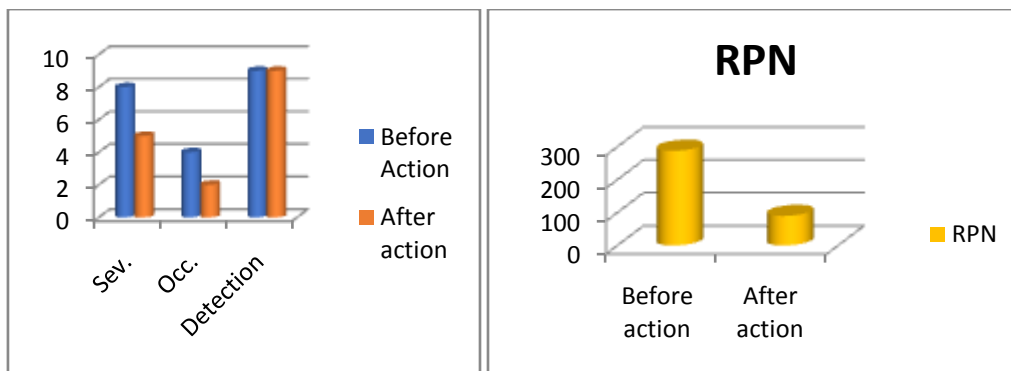 10
8
6
4
2
0
Sev.
Occ.
Detection
Before
Action
After
action
RPN
300
200
100
0
Before
action
After
action
RPN